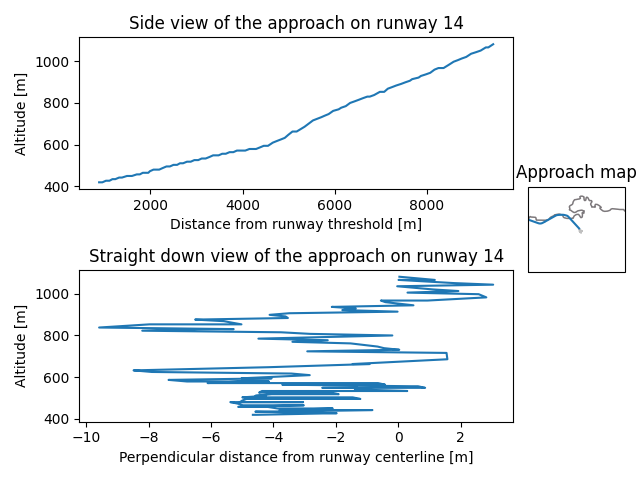 Side view of the approach on runway 14
Altitude [m]
1000
800
600
400
2000
4000
6000
8000
Distance from runway threshold [m]
Approach map
Straight down view of the approach on runway 14
Altitude [m]
1000
800
600
400
−10
−8
−6
−4
−2
0
2
Perpendicular distance from runway centerline [m]